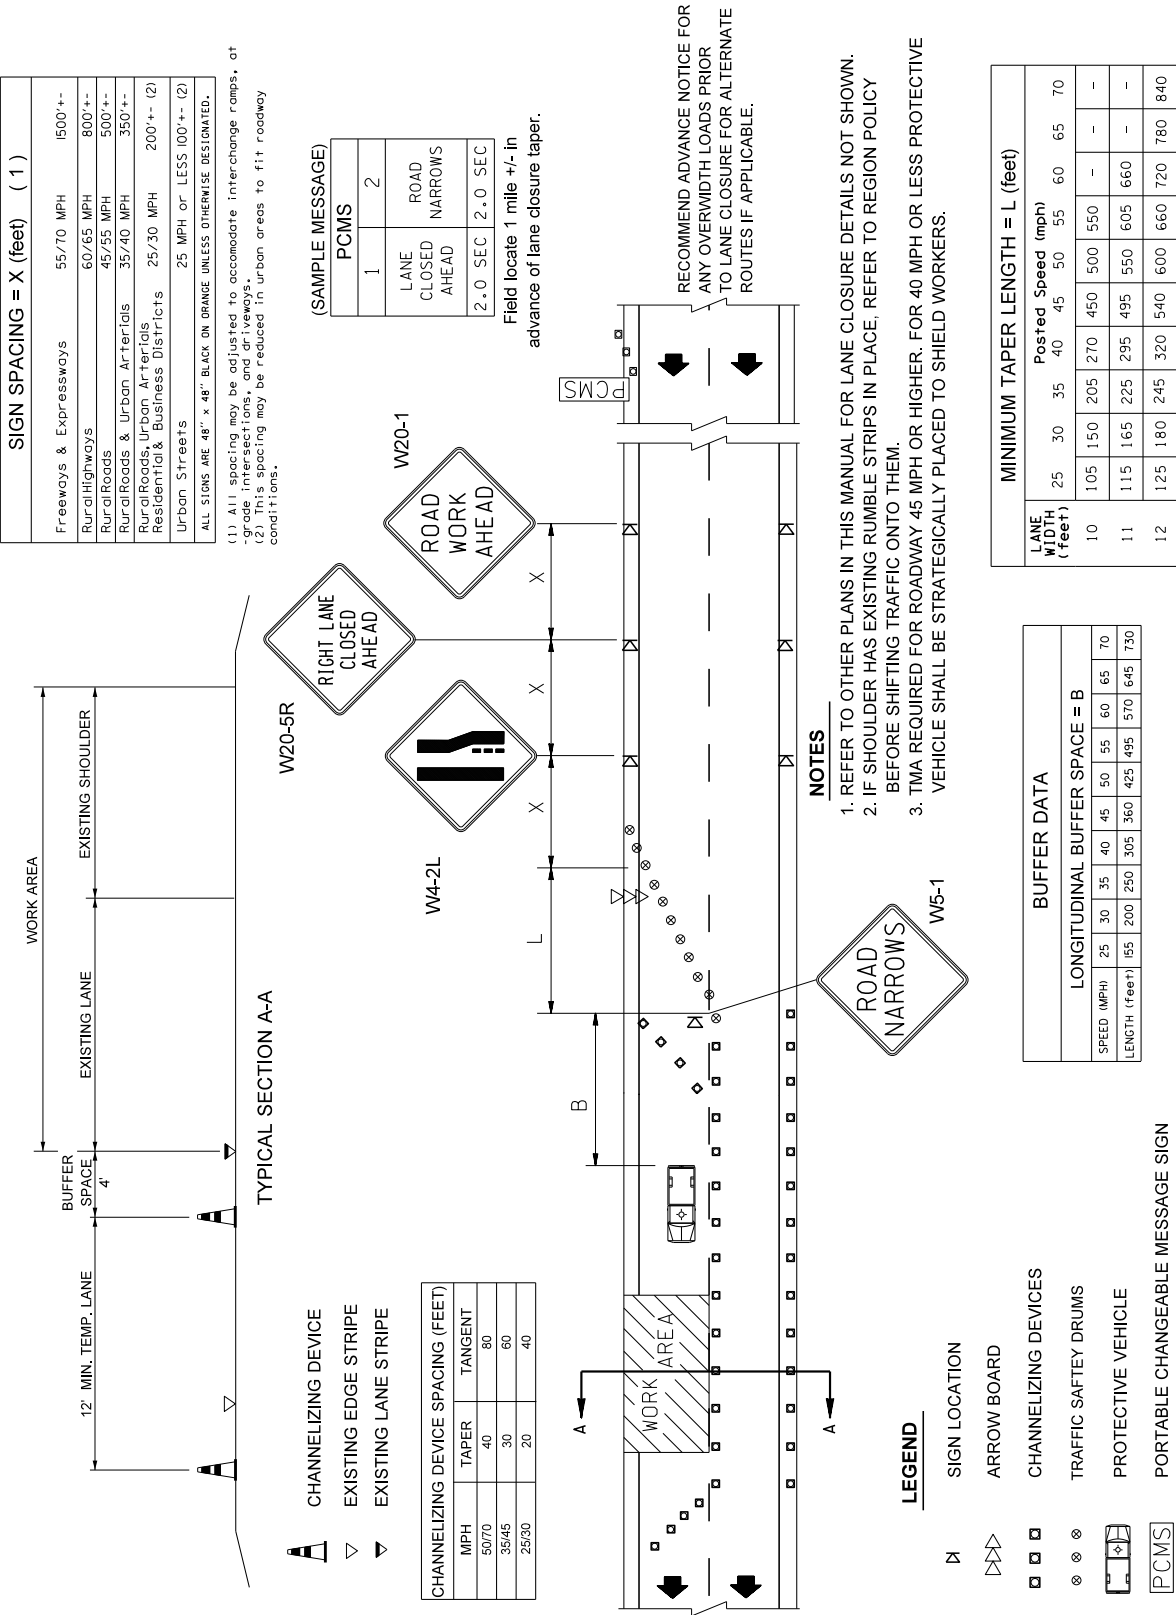 SIGN SPACING = X (feet) ( 1 )
Freeways & Expressways 55/70 MPH 1500'+-
Rural Highways 60/65 MPH 800'+-
Rural Roads 45/55 MPH 500'+-
Rural Roads & Urban Arterials 35/40 MPH 350'+-
Rural Roads, Urban Arterials
Residential & Business Districts 25/30 MPH 200'+- (2)
Urban Streets 25 MPH or LESS 100'+- (2)
ALL SIGNS ARE 48" x 48" BLACK ON ORANGE UNLESS OTHERWISE DESIGNATED.
(1) All spacing may be adjusted to accomodate interchange ramps, at
-grade intersections, and driveways.
(2) This spacing may be reduced in urban areas to fit roadway
conditions.
(SAMPLE MESSAGE)
PCMS
1 2
LANE
CLOSED
AHEAD
ROAD
NARROWS
2.0 SEC 2.0 SEC
Field locate 1 mile +/- in
advance of lane closure taper.
RECOMMEND ADVANCE NOTICE FOR
ANY OVERWIDTH LOADS PRIOR
TO LANE CLOSURE FOR ALTERNATE
ROUTES IF APPLICABLE.
WORK AREA
12' MIN. TEMP. LANE
BUFFER
SPACE
4'
EXISTING LANE
EXISTING SHOULDER
TYPICAL SECTION A-A
CHANNELIZING DEVICE
EXISTING EDGE STRIPE
EXISTING LANE STRIPE
CHANNELIZING DEVICE SPACING (FEET)
MPH TAPER TANGENT
50/70 40 80
35/45 30 60
25/30 20 40
W20-5R
RIGHT LANE
CLOSED
AHEAD
W20-1
ROAD
WORK
AHEAD
W4-2L
PCMS
B
L
X
X
X
WORK AREA
A
A
ROAD
NARROWS
W5-1
NOTES
1. REFER TO OTHER PLANS IN THIS MANUAL FOR LANE CLOSURE DETAILS NOT SHOWN.
2. IF SHOULDER HAS EXISTING RUMBLE STRIPS IN PLACE, REFER TO REGION POLICY
BEFORE SHIFTING TRAFFIC ONTO THEM.
3. TMA REQUIRED FOR ROADWAY 45 MPH OR HIGHER. FOR 40 MPH OR LESS PROTECTIVE
VEHICLE SHALL BE STRATEGICALLY PLACED TO SHIELD WORKERS.
LEGEND
SIGN LOCATION
ARROW BOARD
CHANNELIZING DEVICES
TRAFFIC SAFTEY DRUMS
PROTECTIVE VEHICLE
PCMS PORTABLE CHANGEABLE MESSAGE SIGN
BUFFER DATA
LONGITUDINAL BUFFER SPACE = B
SPEED (MPH) 25 30 35 40 45 50 55 60 65 70
LENGTH (feet) 155 200 250 305 360 425 495 570 645 730
MINIMUM TAPER LENGTH = L (feet)
LANE
WIDTH
(feet)
Posted Speed (mph)
25 30 35 40 45 50 55 60 65 70
10 105 150 205 270 450 500 550 - - -
11 115 165 225 295 495 550 605 660 - -
12 125 180 245 320 540 600 660 720 780 840